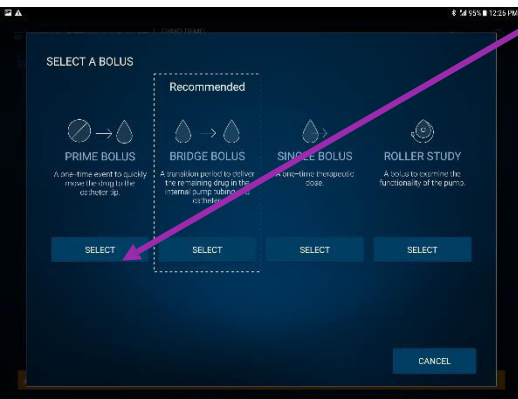 95% 12:26 PM
DEMO DEMO
SELECT A BOLUS
Recommended
PRIME BOLUS
A one-time event to quickly
move the drug to the
catheter tip.
SELECT
BRIDGE BOLUS
A transition period to deliver
the remaining drug in the
internal pump tubing and
catheter.
SELECT
SINGLE BOLUS
A one-time therapeutic
dose.
SELECT
ROLLER STUDY
A bolus to examine the
functionality of the pump.
SELECT
CANCEL